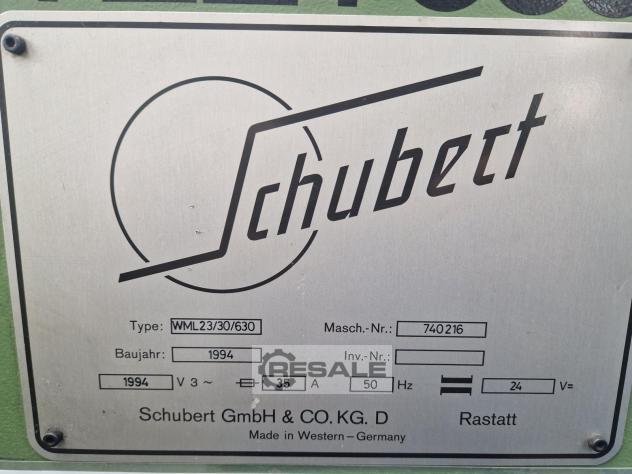 Schubert
Type: WML23/30/630 Masch.-Nr.: 740216
Baujahr: 1994 Inv.-Nr.:
1994 V 3 ~ 35 A 50 Hz 24 V=
RESALE
Schubert GmbH & CO. KG. D Rastatt
Made in Western-Germany